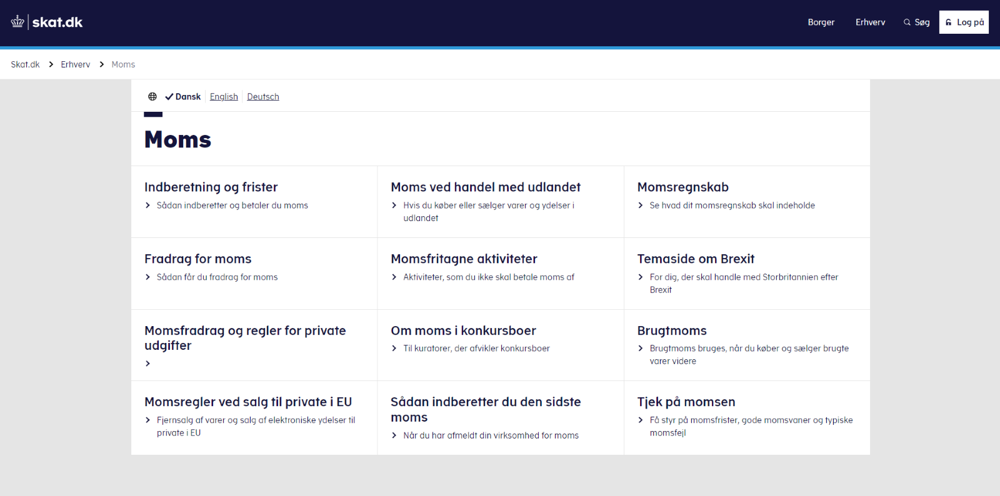 skat.dk
Borger
Erhverv
Søg
Log på
Skat.dk
Erhverv
Moms
Dansk
English
Deutsch
Moms
Indberetning og frister
Sådan indberetter og betaler du moms
Moms ved handel med udlandet
Hvis du køber eller sælger varer og ydelser i
udlandet
Momsregnskab
Se hvad dit momsregnskab skal indeholde
Fradrag for moms
Sådan får du fradrag for moms
Momsfritagne aktiviteter
Aktiviteter, som du ikke skal betale moms af
Temaside om Brexit
For dig, der skal handle med Storbritannien efter
Brexit
Momsfradrag og regler for private
udgifter
Om moms i konkursboer
Til kuratorer, der afvikler konkursboer
Brugtmoms
Brugtmoms bruges, når du køber og sælger brugte
varer videre
Momsregler ved salg til private i EU
Fjernsalg af varer og salg af elektroniske ydelser til
private i EU
Sådan indberetter du den sidste
moms
Når du har afmeldt din virksomhed for moms
Tjek på momsen
Få styr på momsfrister, gode momsvaner og typiske
momsfejl